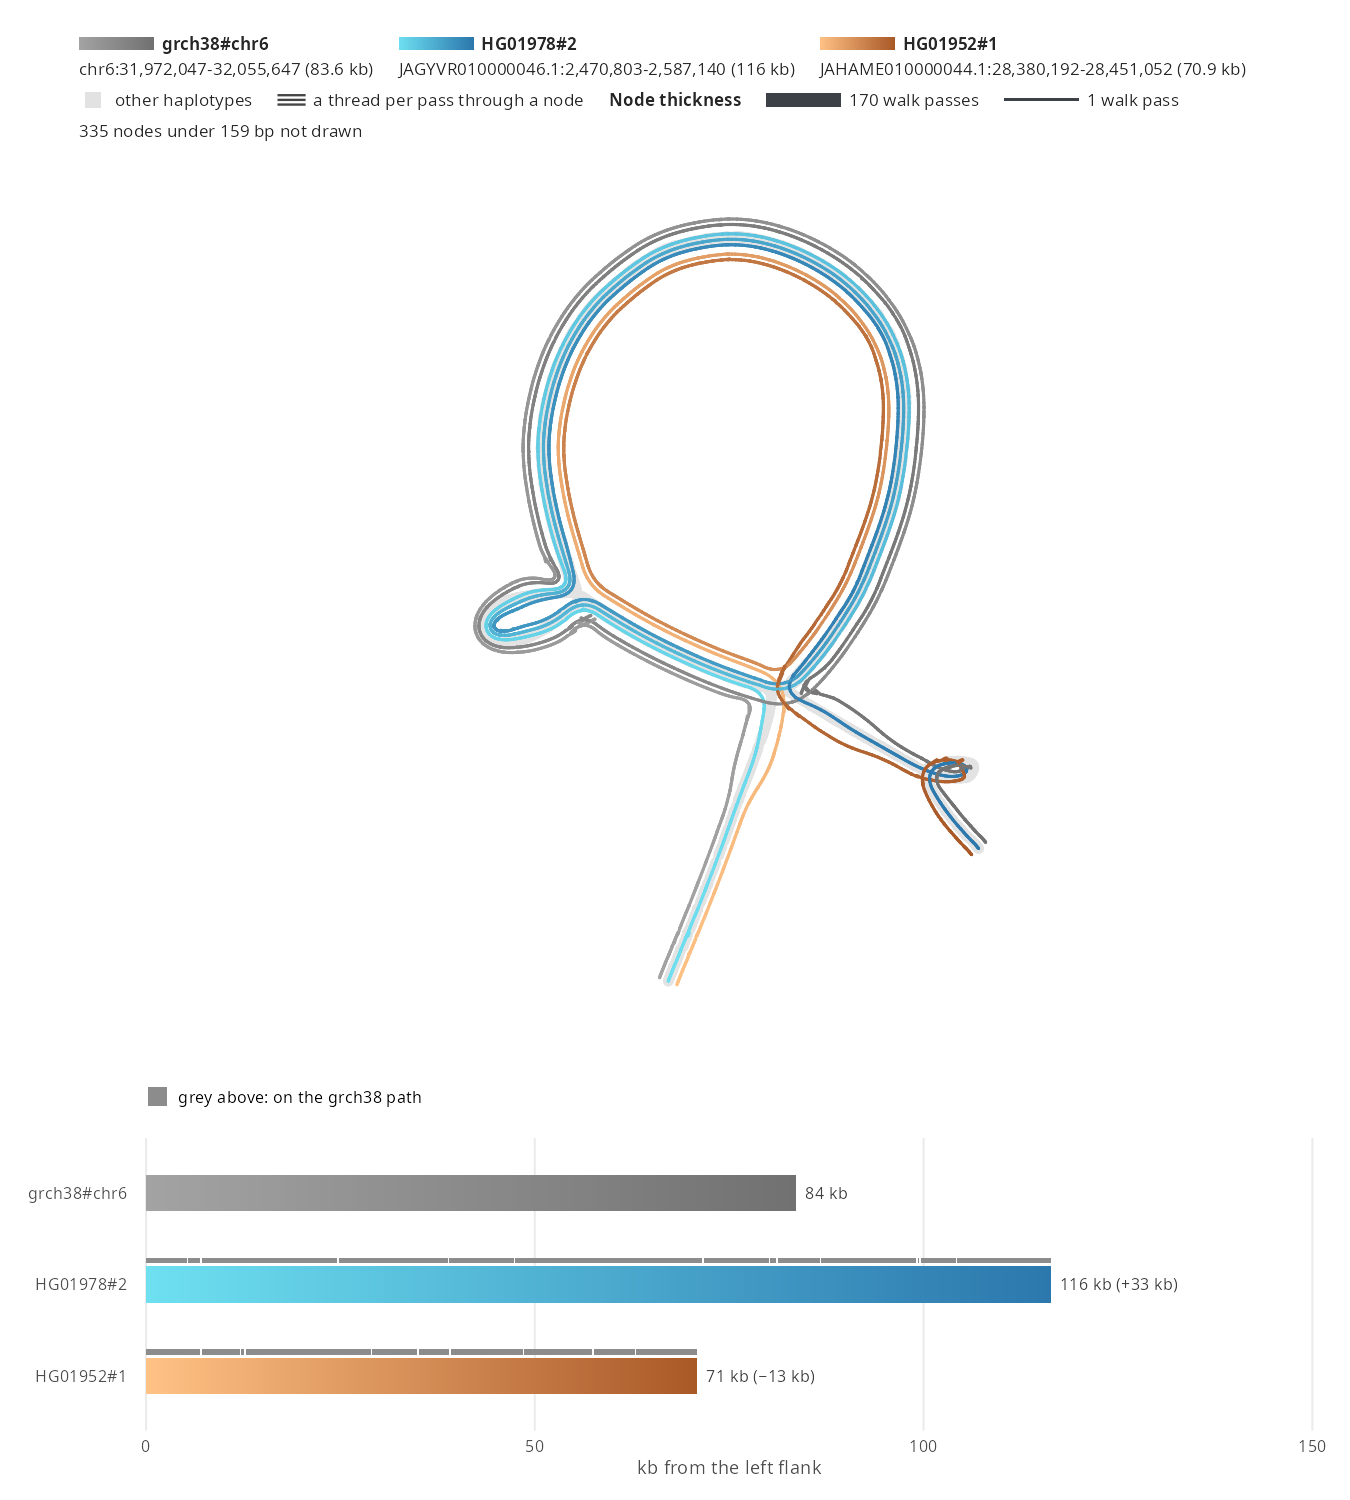 grch38#chr6 HG01978#2 HG01952#1
chr6:31,972,047-32,055,647 (83.6 kb) JAGYVR010000046.1:2,470,803-2,587,140 (116 kb) JAHAME010000044.1:28,380,192-28,451,052 (70.9 kb)
other haplotypes a thread per pass through a node Node thickness 170 walk passes 1 walk pass
335 nodes under 159 bp not drawn
grey above: on the grch38 path
grch38#chr6 84 kb
HG01978#2 116 kb (+33 kb)
HG01952#1 71 kb (−13 kb)
0 50 100 150
kb from the left flank